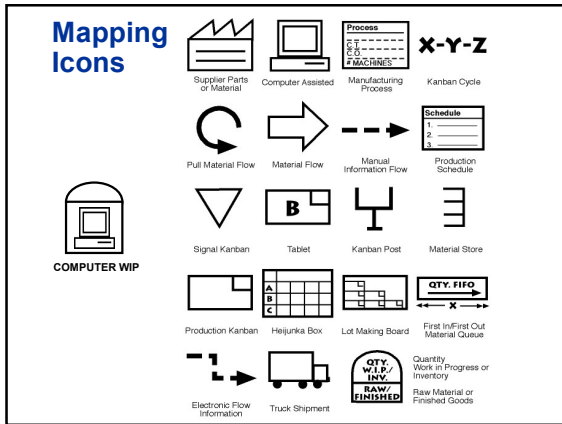 Mapping
Icons
Supplier Parts
or Material
Computer Assisted
Process
C.T.
C.O.
# MACHINES
Manufacturing
Process
X-Y-Z
Kanban Cycle
Pull Material Flow
Material Flow
Manual
Information Flow
Schedule
1.
2.
3.
Production
Schedule
COMPUTER WIP
Signal Kanban
B
Tablet
Kanban Post
Material Store
Production Kanban
A
B
C
Heijunka Box
Lot Making Board
QTY. FIFO
X
First In/First Out
Material Queue
Electronic Flow
Information
Truck Shipment
QTY.
W.I.P./
INV.
RAW/
FINISHED
Quantity
Work in Progress or
Inventory
Raw Material or
Finished Goods